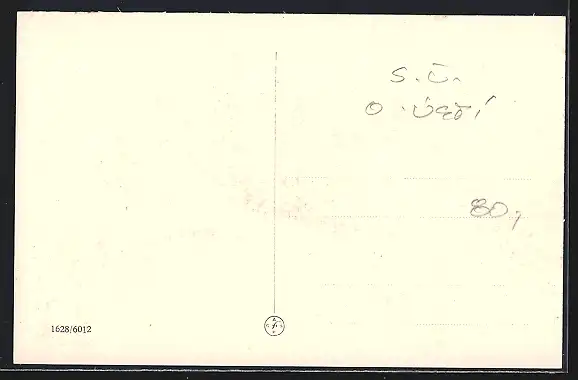 S. Ú.
O. Ústí
80,
1628/6012